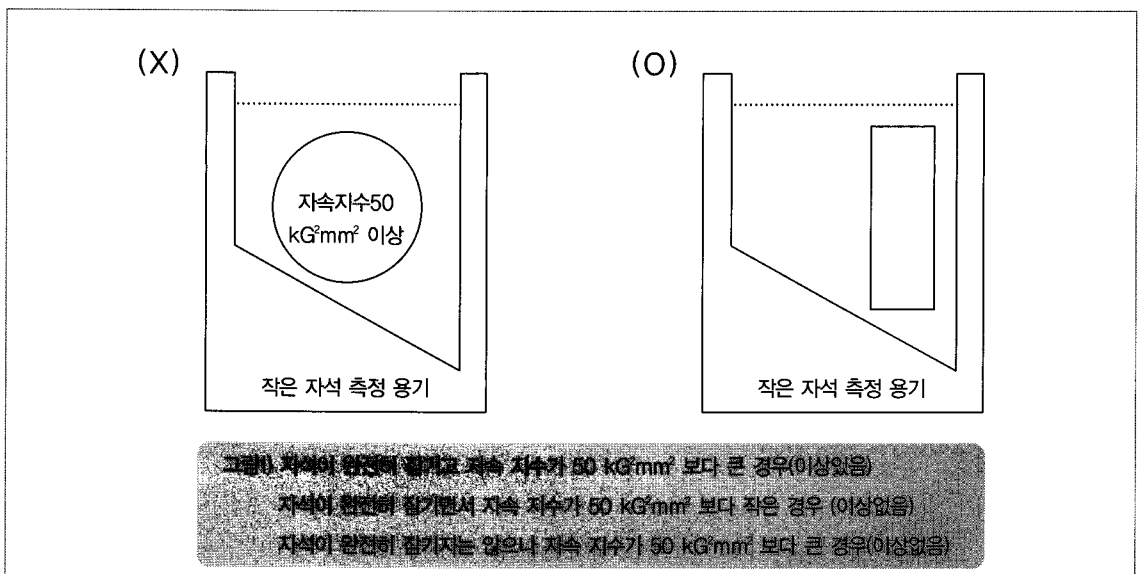 (X)
(O)
자속지수50
kG²mm² 이상
작은 자석 측정 용기
작은 자석 측정 용기
그림1) 자석이 완전히 잠기고 자속 지수가 50 kG²mm² 보다 큰 경우(이상있음)
자석이 완전히 잠기면서 자속 지수가 50 kG²mm² 보다 작은 경우 (이상없음)
자석이 완전히 잠기지는 않으나 자속 지수가 50 kG²mm² 보다 큰 경우(이상없음)